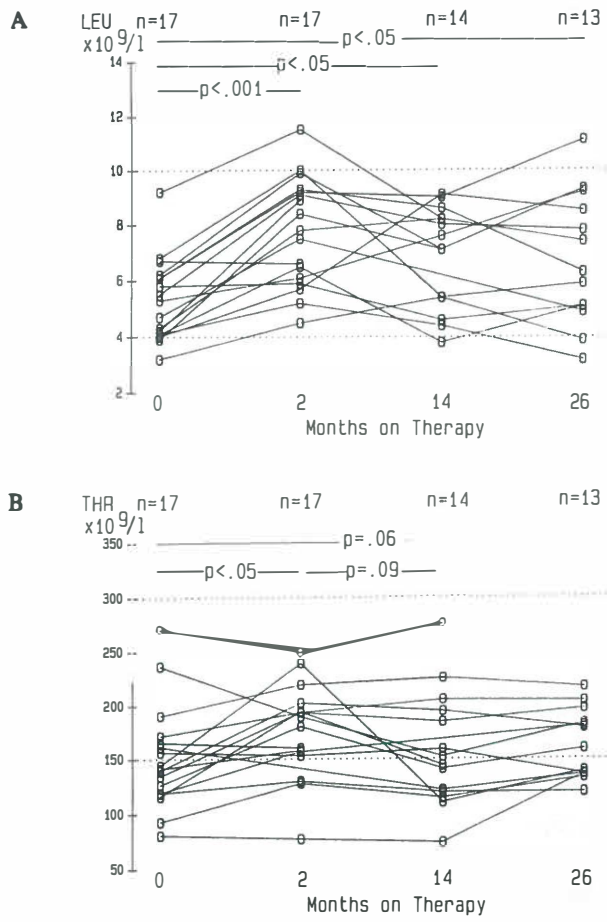 A LEU n=17 n=17 n=14 n=13
x10 9/l
p<.05
p<.05
p<.001
14
12
10
8
6
4
2
0 2 14 26
Months on Therapy
B THR n=17 n=17 n=14 n=13
x10 9/l
350
p=.06
p<.05 p=.09
300
250
200
150
100
50
0 2 14 26
Months on Therapy